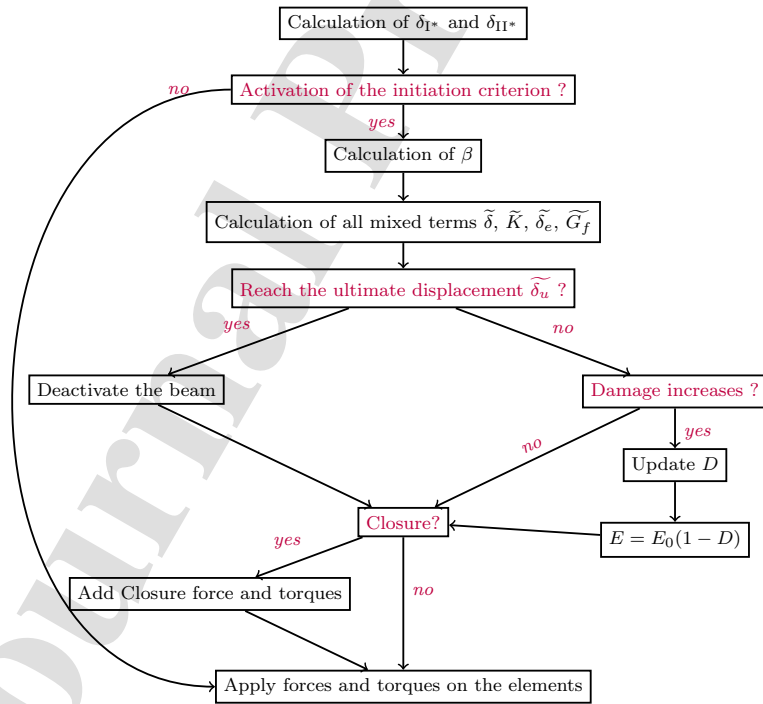 Calculation of δI* and δII*
Activation of the initiation criterion ?
no
yes
Calculation of β
Calculation of all mixed terms δ̃, K̃, δ̃e, G̃f
Reach the ultimate displacement δ̃u ?
yes
no
Deactivate the beam
Damage increases ?
no
yes
Update D
Closure?
E = E0(1 − D)
yes
no
Add Closure force and torques
Apply forces and torques on the elements
ournal Pr